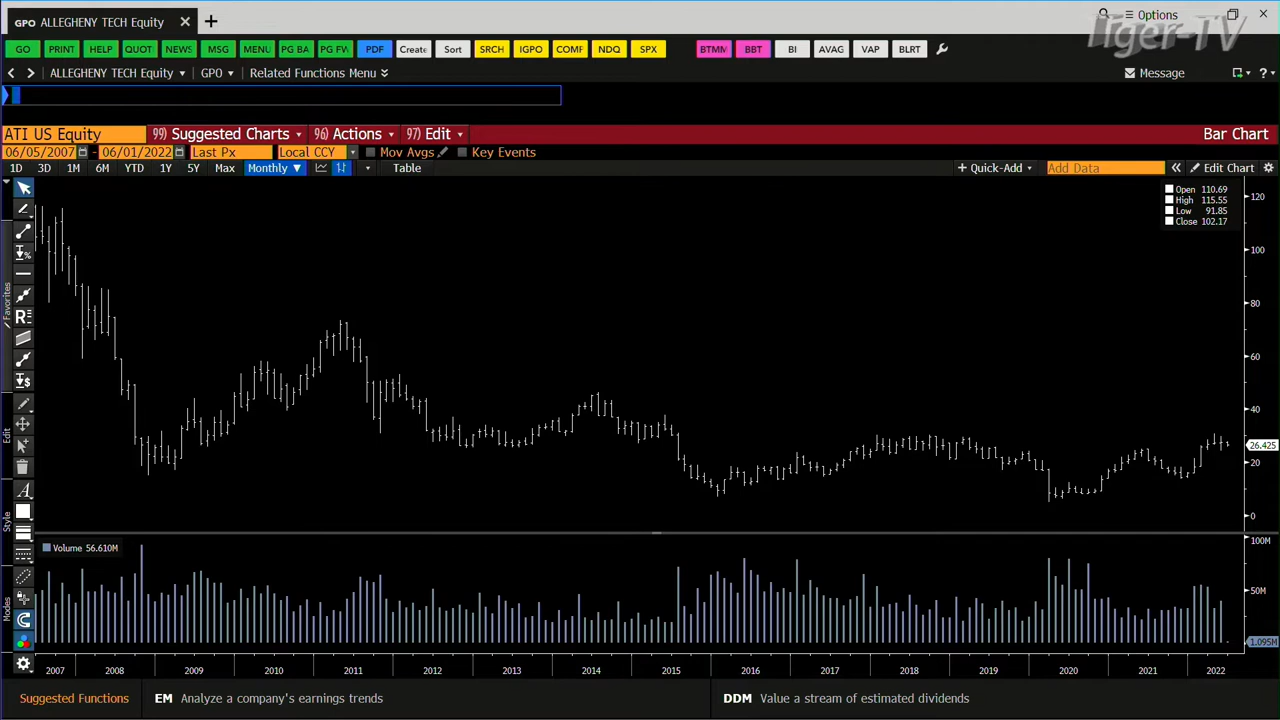 GPO ALLEGHENY TECH Equity
Options
Tiger-TV
GO PRINT HELP QUOT NEWS MSG MENU PG BA PG FW PDF Create Sort SRCH IGPO COMF NDQ SPX BTMM BBT BI AVAG VAP BLRT
ALLEGHENY TECH Equity GPO Related Functions Menu Message ?
ATI US Equity 99) Suggested Charts 96) Actions 97) Edit Bar Chart
06/05/2007 - 06/01/2022 Last Px Local CCY Mov Avgs Key Events
1D 3D 1M 6M YTD 1Y 5Y Max Monthly Table + Quick-Add Add Data Edit Chart
Open 110.69
High 115.55
Low 91.85
Close 102.17
120
100
80
60
40
26.425
20
0
Favorites
Edit
Style
Modes
Volume 56.610M
100M
50M
1.095M
2007 2008 2009 2010 2011 2012 2013 2014 2015 2016 2017 2018 2019 2020 2021 2022
Suggested Functions EM Analyze a company's earnings trends DDM Value a stream of estimated dividends